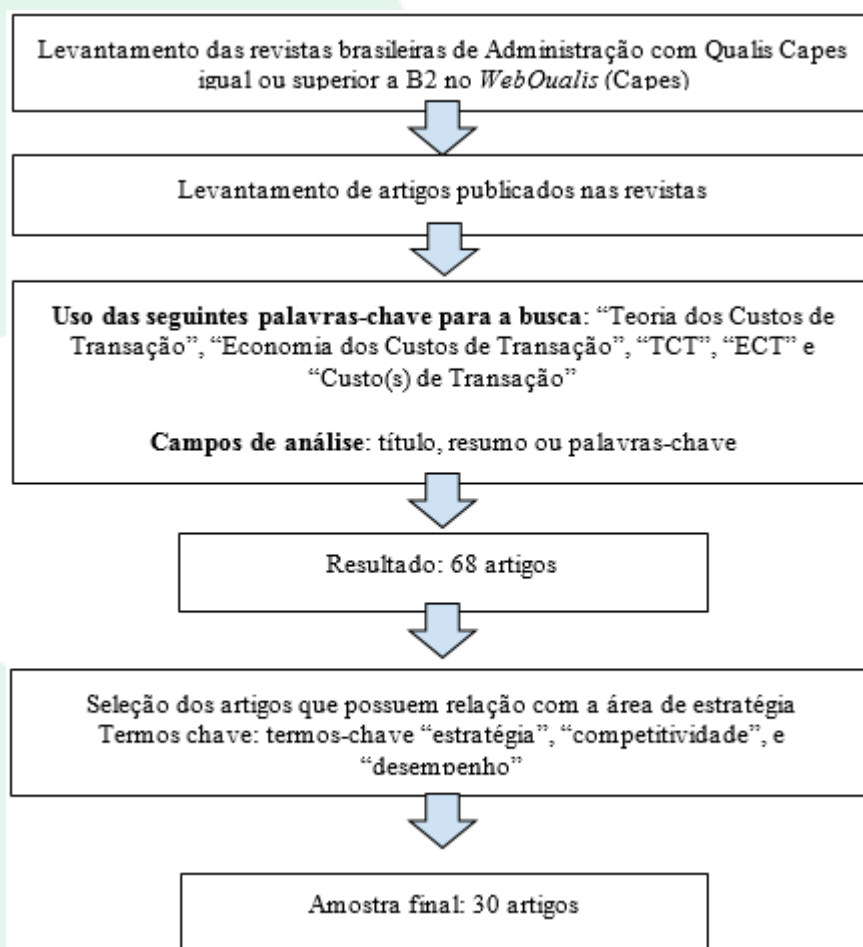 Levantamento das revistas brasileiras de Administração com Qualis Capes
igual ou superior a B2 no WebQualis (Capes)
Levantamento de artigos publicados nas revistas
Uso das seguintes palavras-chave para a busca: “Teoria dos Custos de
Transação”, “Economia dos Custos de Transação”, “TCT”, “ECT” e
“Custo(s) de Transação”
Campos de análise: título, resumo ou palavras-chave
Resultado: 68 artigos
Seleção dos artigos que possuem relação com a área de estratégia
Termos chave: termos-chave “estratégia”, “competitividade”, e
“desempenho”
Amostra final: 30 artigos